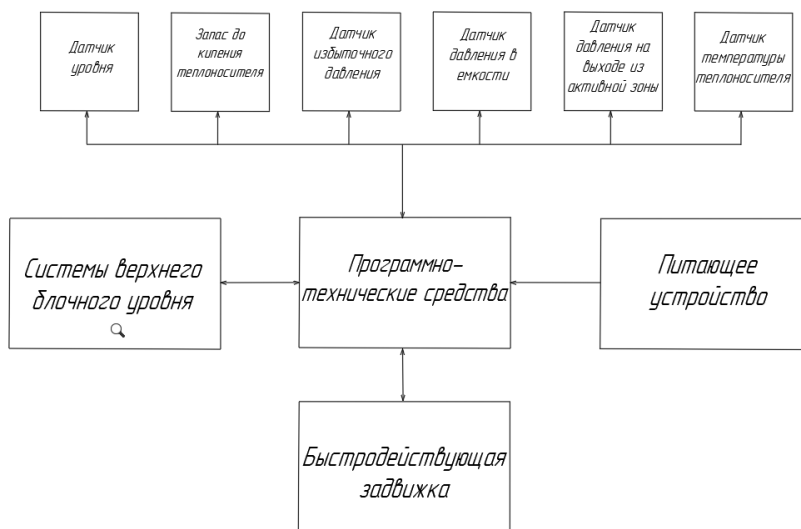 Датчик
уровня
Запас до
кипения
теплоносителя
Датчик
избыточного
давления
Датчик
давления в
емкости
Датчик
давления на
выходе из
активной зоны
Датчик
температуры
теплоносителя
Системы верхнего
блочного уровня
Программно-
технические средства
Питающее
устройство
Быстродействующая
задвижка